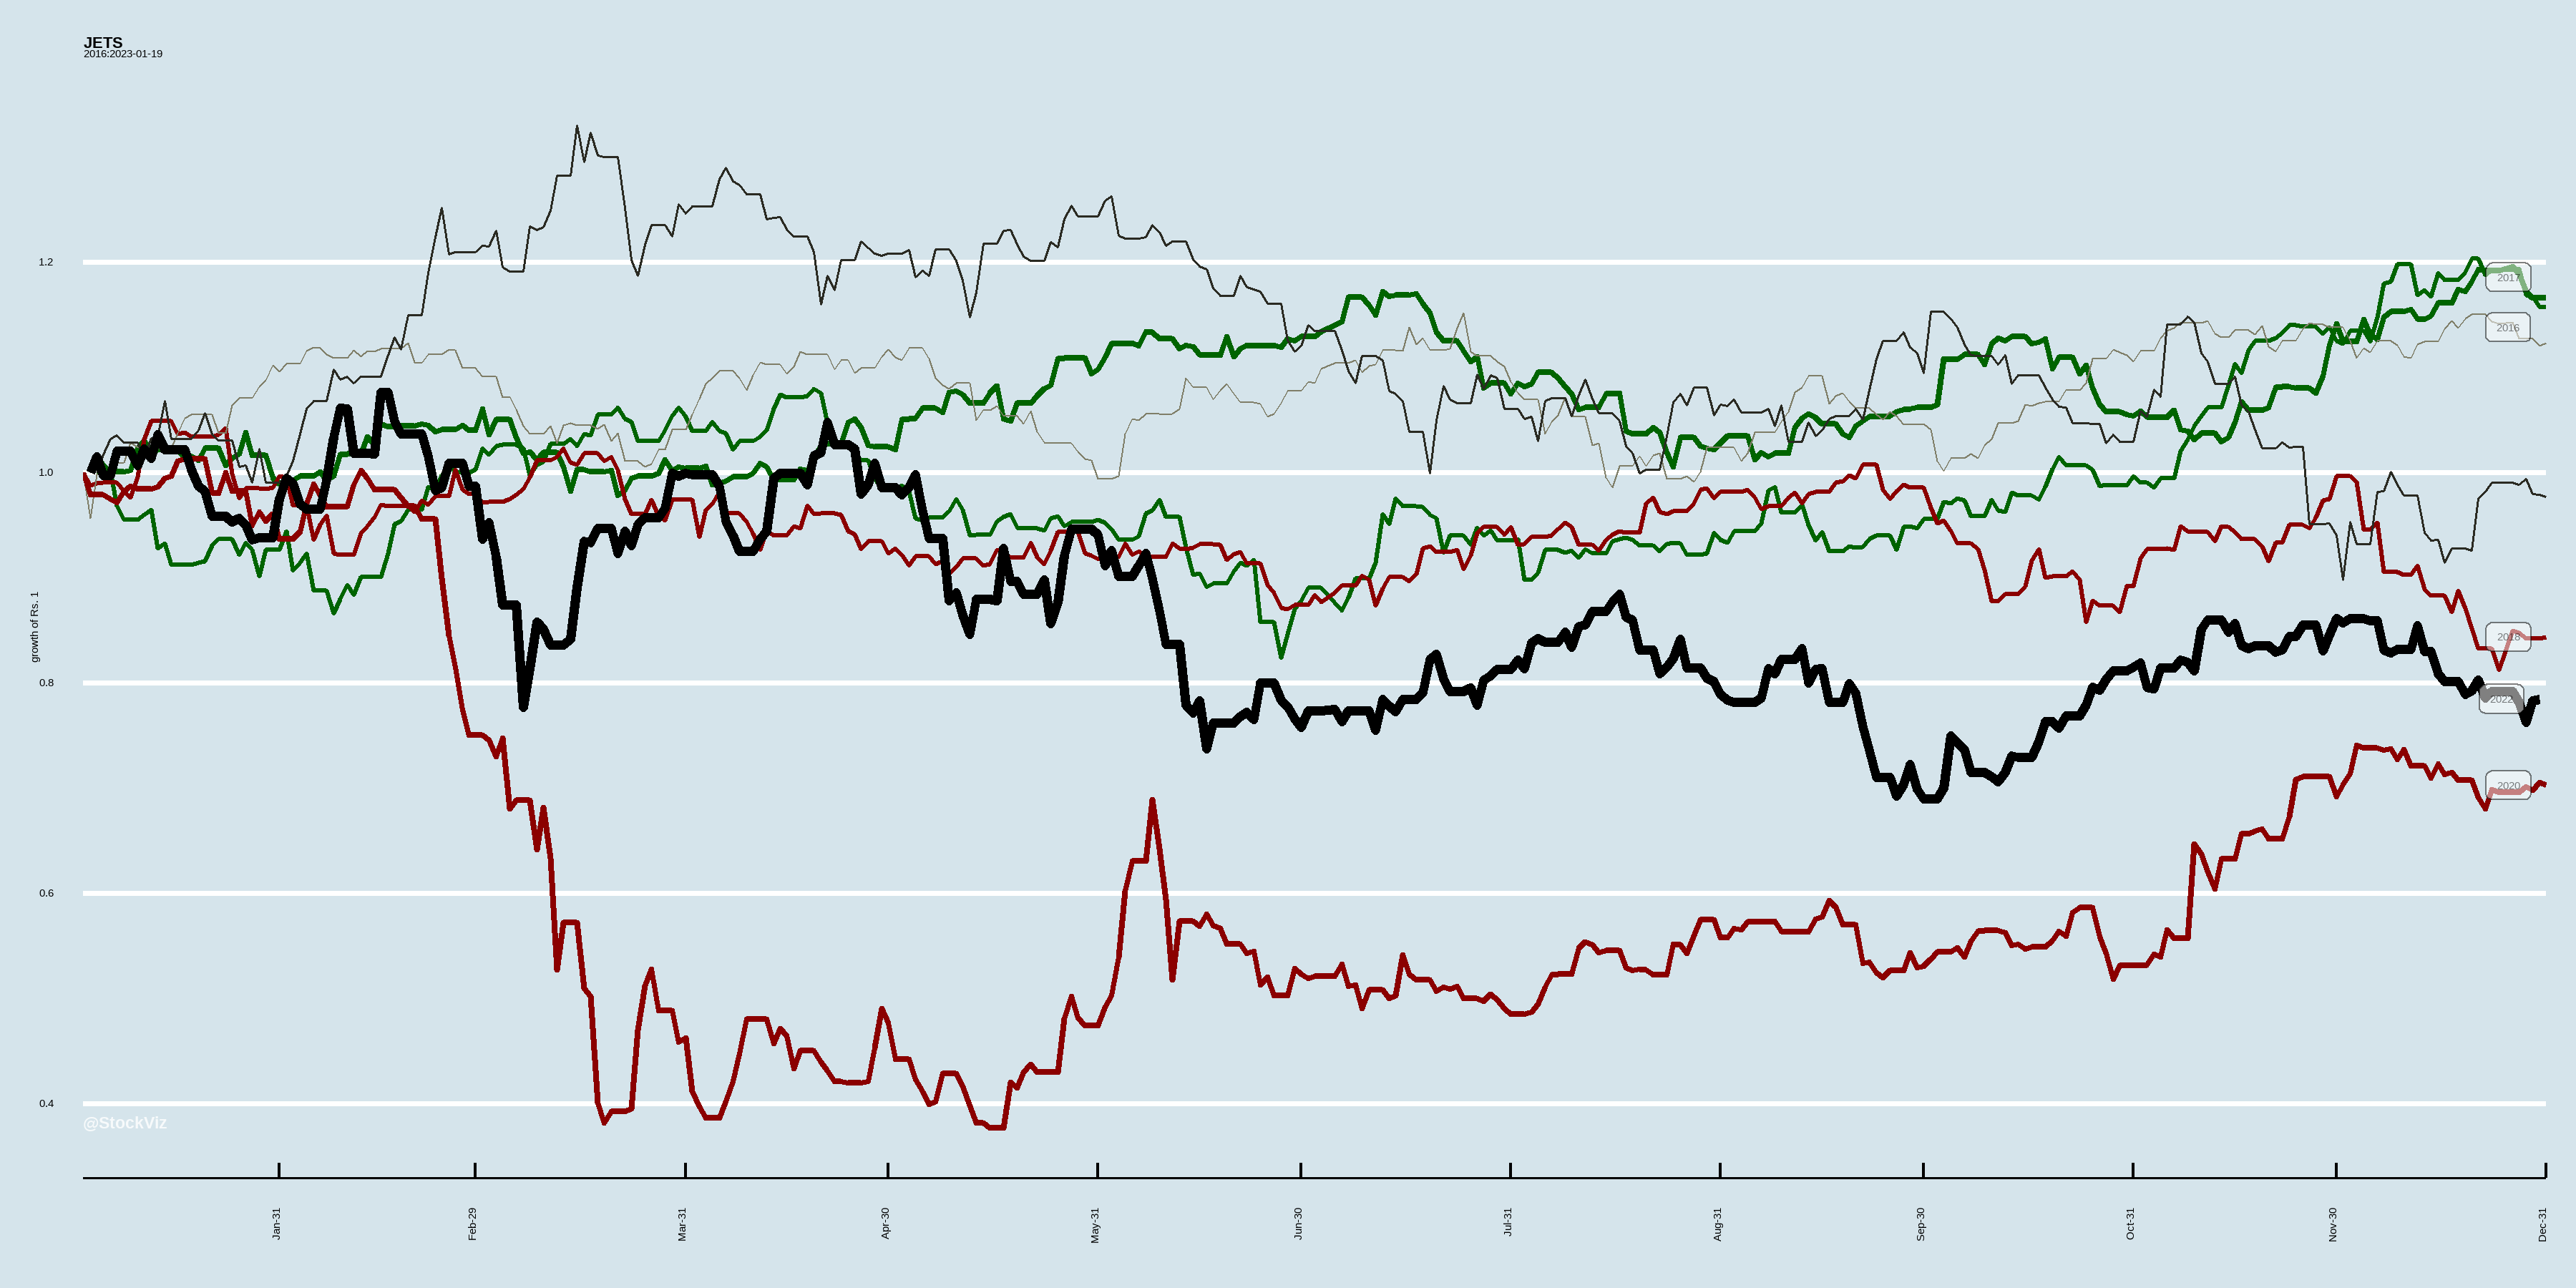 JETS
2016:2023-01-19
1.2
1.0
0.8
0.6
0.4
growth of Rs. 1
2017
2016
2018
2022
2020
@StockViz
Jan-31
Feb-29
Mar-31
Apr-30
May-31
Jun-30
Jul-31
Aug-31
Sep-30
Oct-31
Nov-30
Dec-31